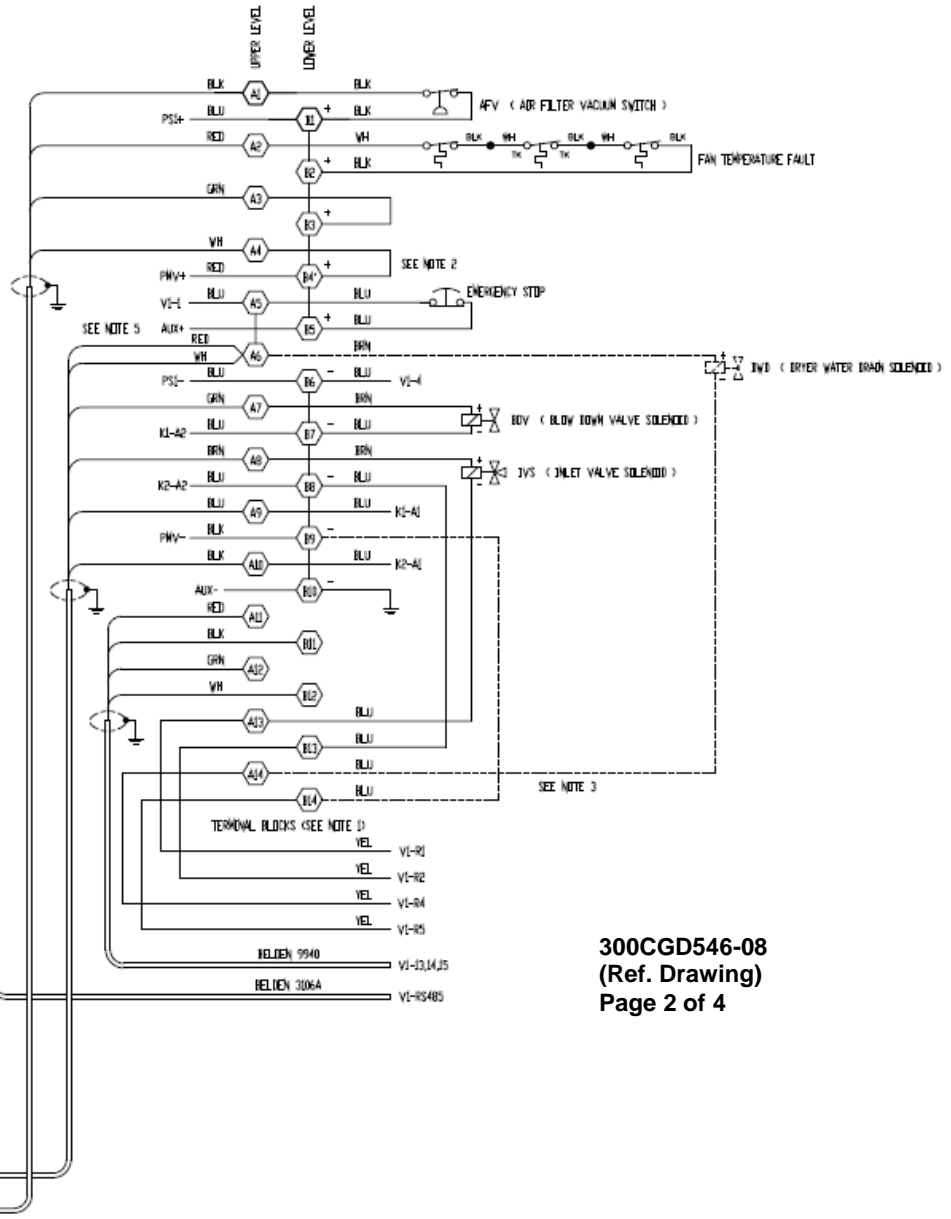 UPPER LEVEL
LOWER LEVEL
BLK A1 BLK AFV ( AIR FILTER VACUUM SWITCH )
PS1+ BLU + BLK
RED A2 WH BLK WH BLK WH BLK
TK TK
B2 + BLK FAN TEMPERATURE FAULT
GRN A3
B3 +
WH A4
SEE NOTE 2
PMV+ RED B4 +
V1-1 BLU A5 BLU EMERGENCY STOP
SEE NOTE 5 AUX+ B5 + BLU
RED
WH A6 BRN + - DWD ( DRYER WATER DRAIN SOLENOID )
PS1- BLU B6 - BLU V1-4
GRN A7 BRN + - BDV ( BLOW DOWN VALVE SOLENOID )
K1-A2 BLU B7 - BLU
BRN A8 BRN + - IVS ( INLET VALVE SOLENOID )
K2-A2 BLU B8 - BLU
BLU A9 BLU K1-A1
PMV- BLK B9 -
BLK A10 BLU K2-A1
AUX- B10 -
RED A11
BLK B11
GRN A12
WH B12
A13 BLU
B13 BLU
A14 BLU
SEE NOTE 3
B14 BLU
TERMINAL BLOCKS (SEE NOTE 1)
YEL V1-R1
YEL V1-R2
YEL V1-R4
YEL V1-R5
BELDEN 9940 V1-13,14,15
BELDEN 3106A V1-RS485
300CGD546-08
(Ref. Drawing)
Page 2 of 4